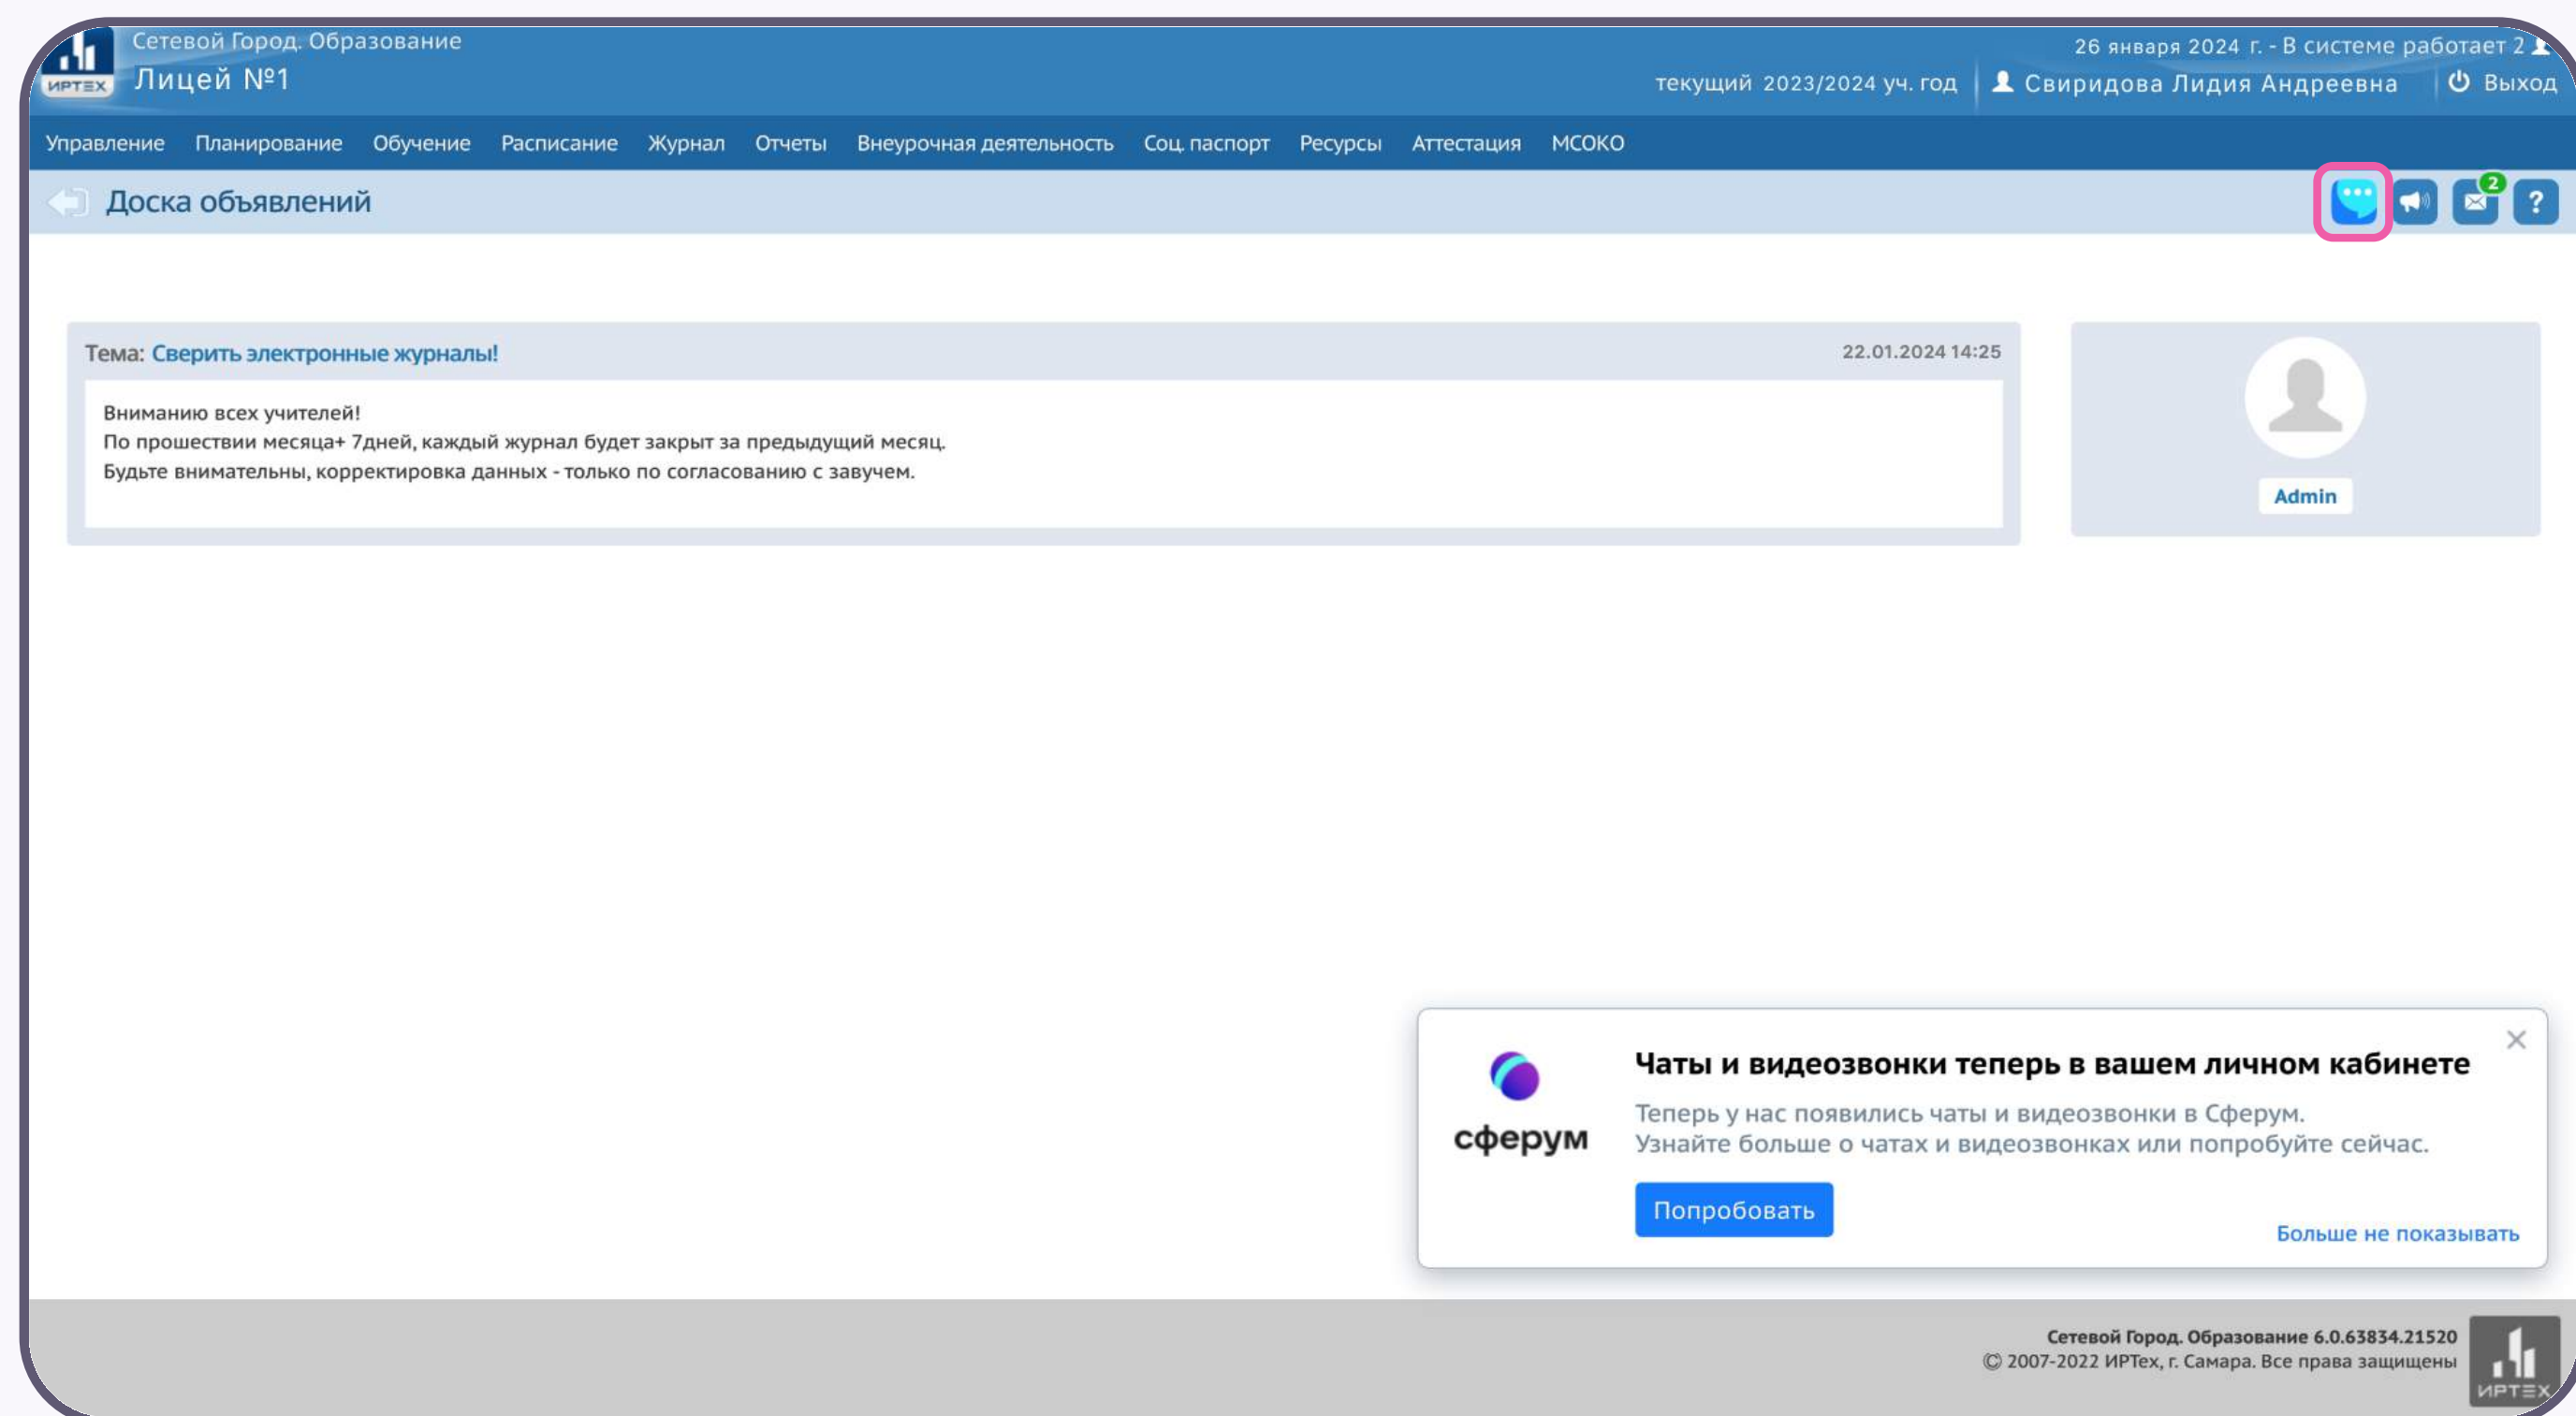 Сетевой Город. Образование
26 января 2024 г. - В системе работает 2
ИРТЕХ
Лицей №1
текущий 2023/2024 уч. год
Свиридова Лидия Андреевна
Выход
Управление Планирование Обучение Расписание Журнал Отчеты Внеурочная деятельность Соц. паспорт Ресурсы Аттестация МСОКО
Доска объявлений
2
?
Тема: Сверить электронные журналы!
22.01.2024 14:25
Вниманию всех учителей!
По прошествии месяца+ 7дней, каждый журнал будет закрыт за предыдущий месяц.
Будьте внимательны, корректировка данных - только по согласованию с завучем.
Admin
сферум
Чаты и видеозвонки теперь в вашем личном кабинете
Теперь у нас появились чаты и видеозвонки в Сферум.
Узнайте больше о чатах и видеозвонках или попробуйте сейчас.
Попробовать
Больше не показывать
Сетевой Город. Образование 6.0.63834.21520
© 2007-2022 ИРТех, г. Самара. Все права защищены
ИРТЕХ